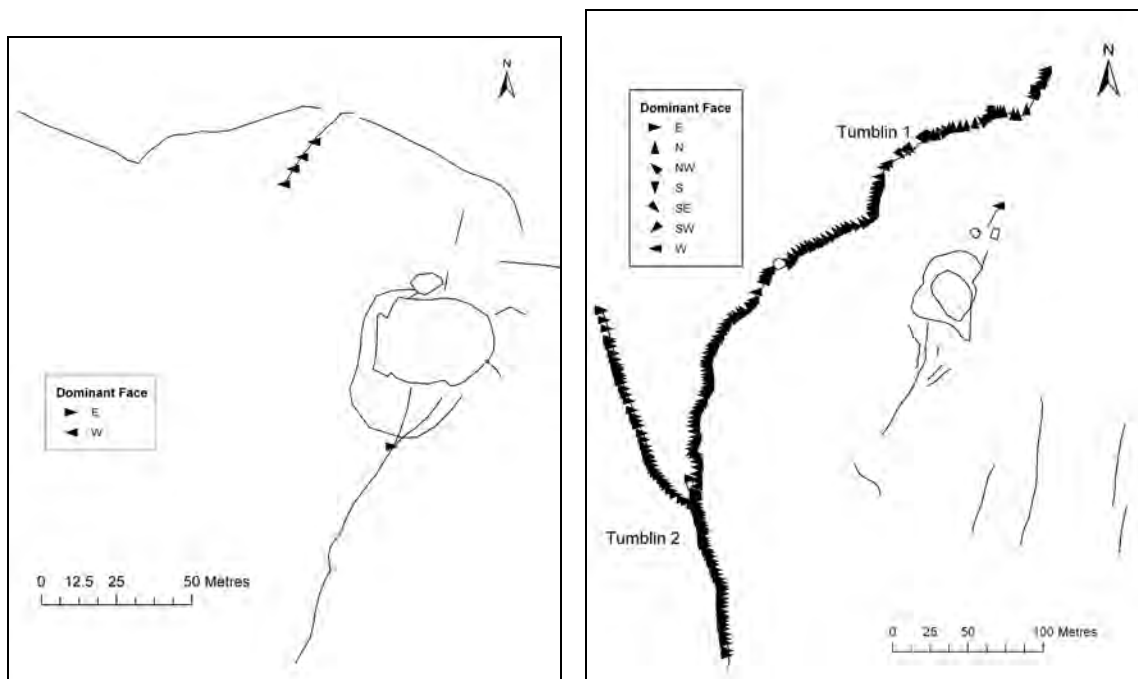 N
Dominant Face
E
W
0 12.5 25 50 Metres
N
Dominant Face
E
N
NW
S
SE
SW
W
Tumblin 1
Tumblin 2
0 25 50 100 Metres